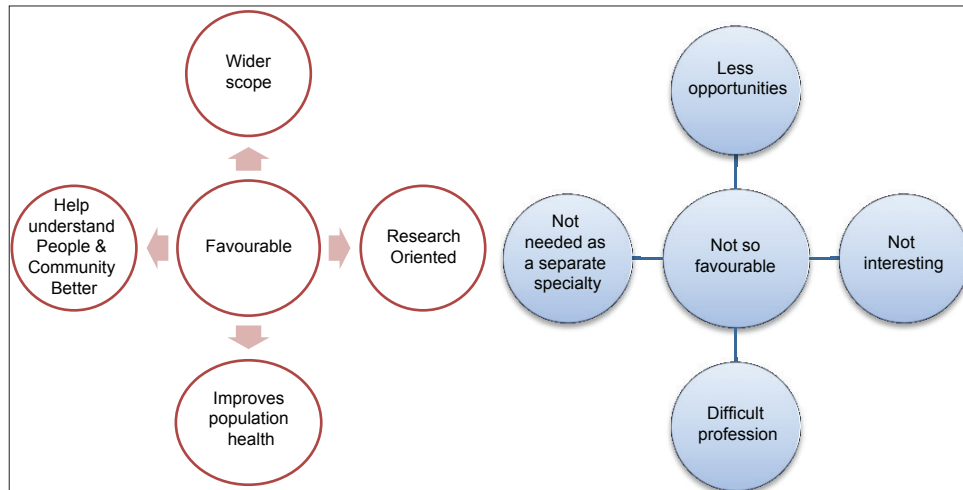 Wider
scope
Help
understand
People &
Community
Better
Favourable
Research
Oriented
Improves
population
health
Less
opportunities
Not
needed as
a separate
specialty
Not so
favourable
Not
interesting
Difficult
profession